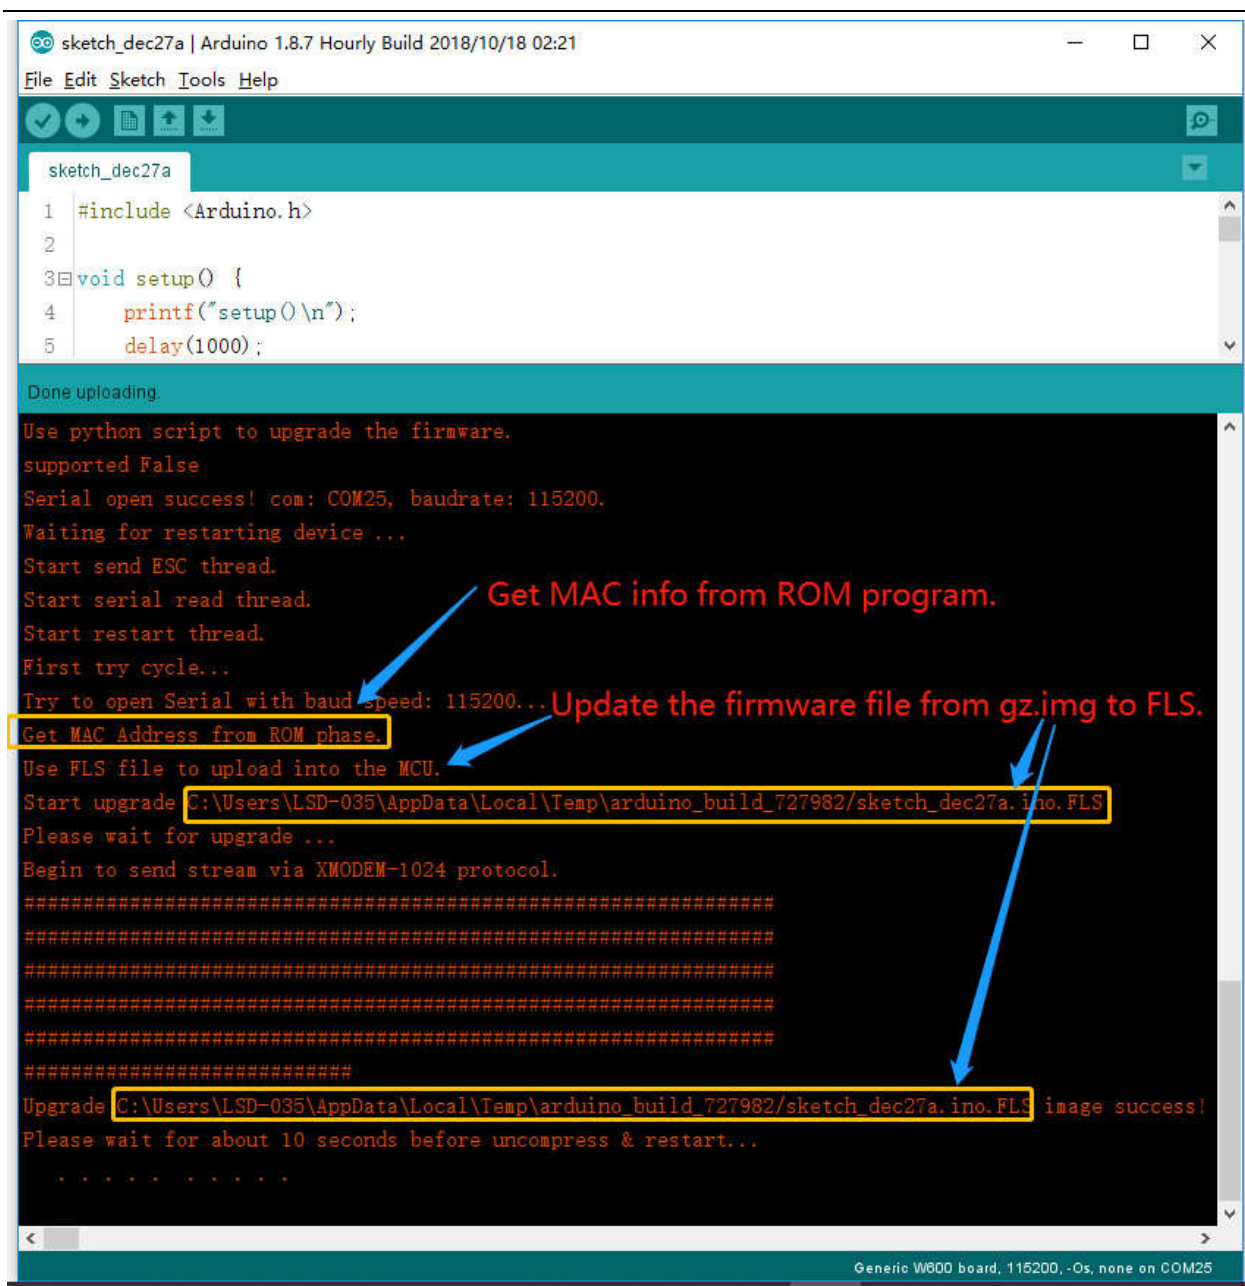 sketch_dec27a | Arduino 1.8.7 Hourly Build 2018/10/18 02:21
File Edit Sketch Tools Help
sketch_dec27a
1 #include <Arduino.h>
2
3 void setup() {
4 printf("setup()\n");
5 delay(1000);
Done uploading.
Use python script to upgrade the firmware.
supported False
Serial open success! com: COM25, baudrate: 115200.
Waiting for restarting device ...
Start send ESC thread.
Get MAC info from ROM program.
Start serial read thread.
Start restart thread.
First try cycle...
Try to open Serial with baud speed: 115200...
Update the firmware file from gz.img to FLS.
Get MAC Address from ROM phase.
Use FLS file to upload into the MCU.
Start upgrade C:\Users\LSD-035\AppData\Local\Temp\arduino_build_727982/sketch_dec27a.ino.FLS
Please wait for upgrade ...
Begin to send stream via XMODEM-1024 protocol.
################################################################
################################################################
################################################################
################################################################
################################################################
############################
Upgrade C:\Users\LSD-035\AppData\Local\Temp\arduino_build_727982/sketch_dec27a.ino.FLS image success!
Please wait for about 10 seconds before uncompress & restart...
. . . . . . . . . .
Generic W600 board, 115200, -Os, none on COM25